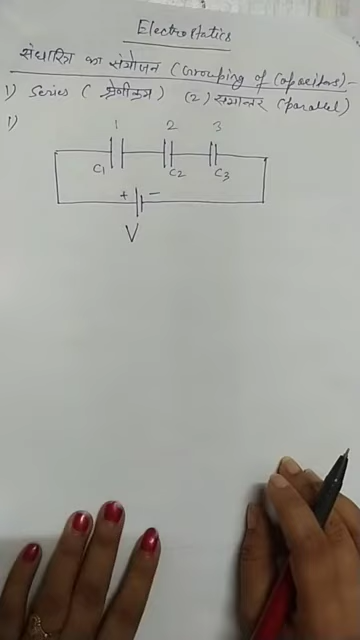 Electrostatics
संधारित्र का संयोजन (Grouping of Capacitors) -
1) Series ( श्रेणीक्रम ) (2) समान्तर (parallel)
1)
1 2 3
C1 C2 C3
+ -
V